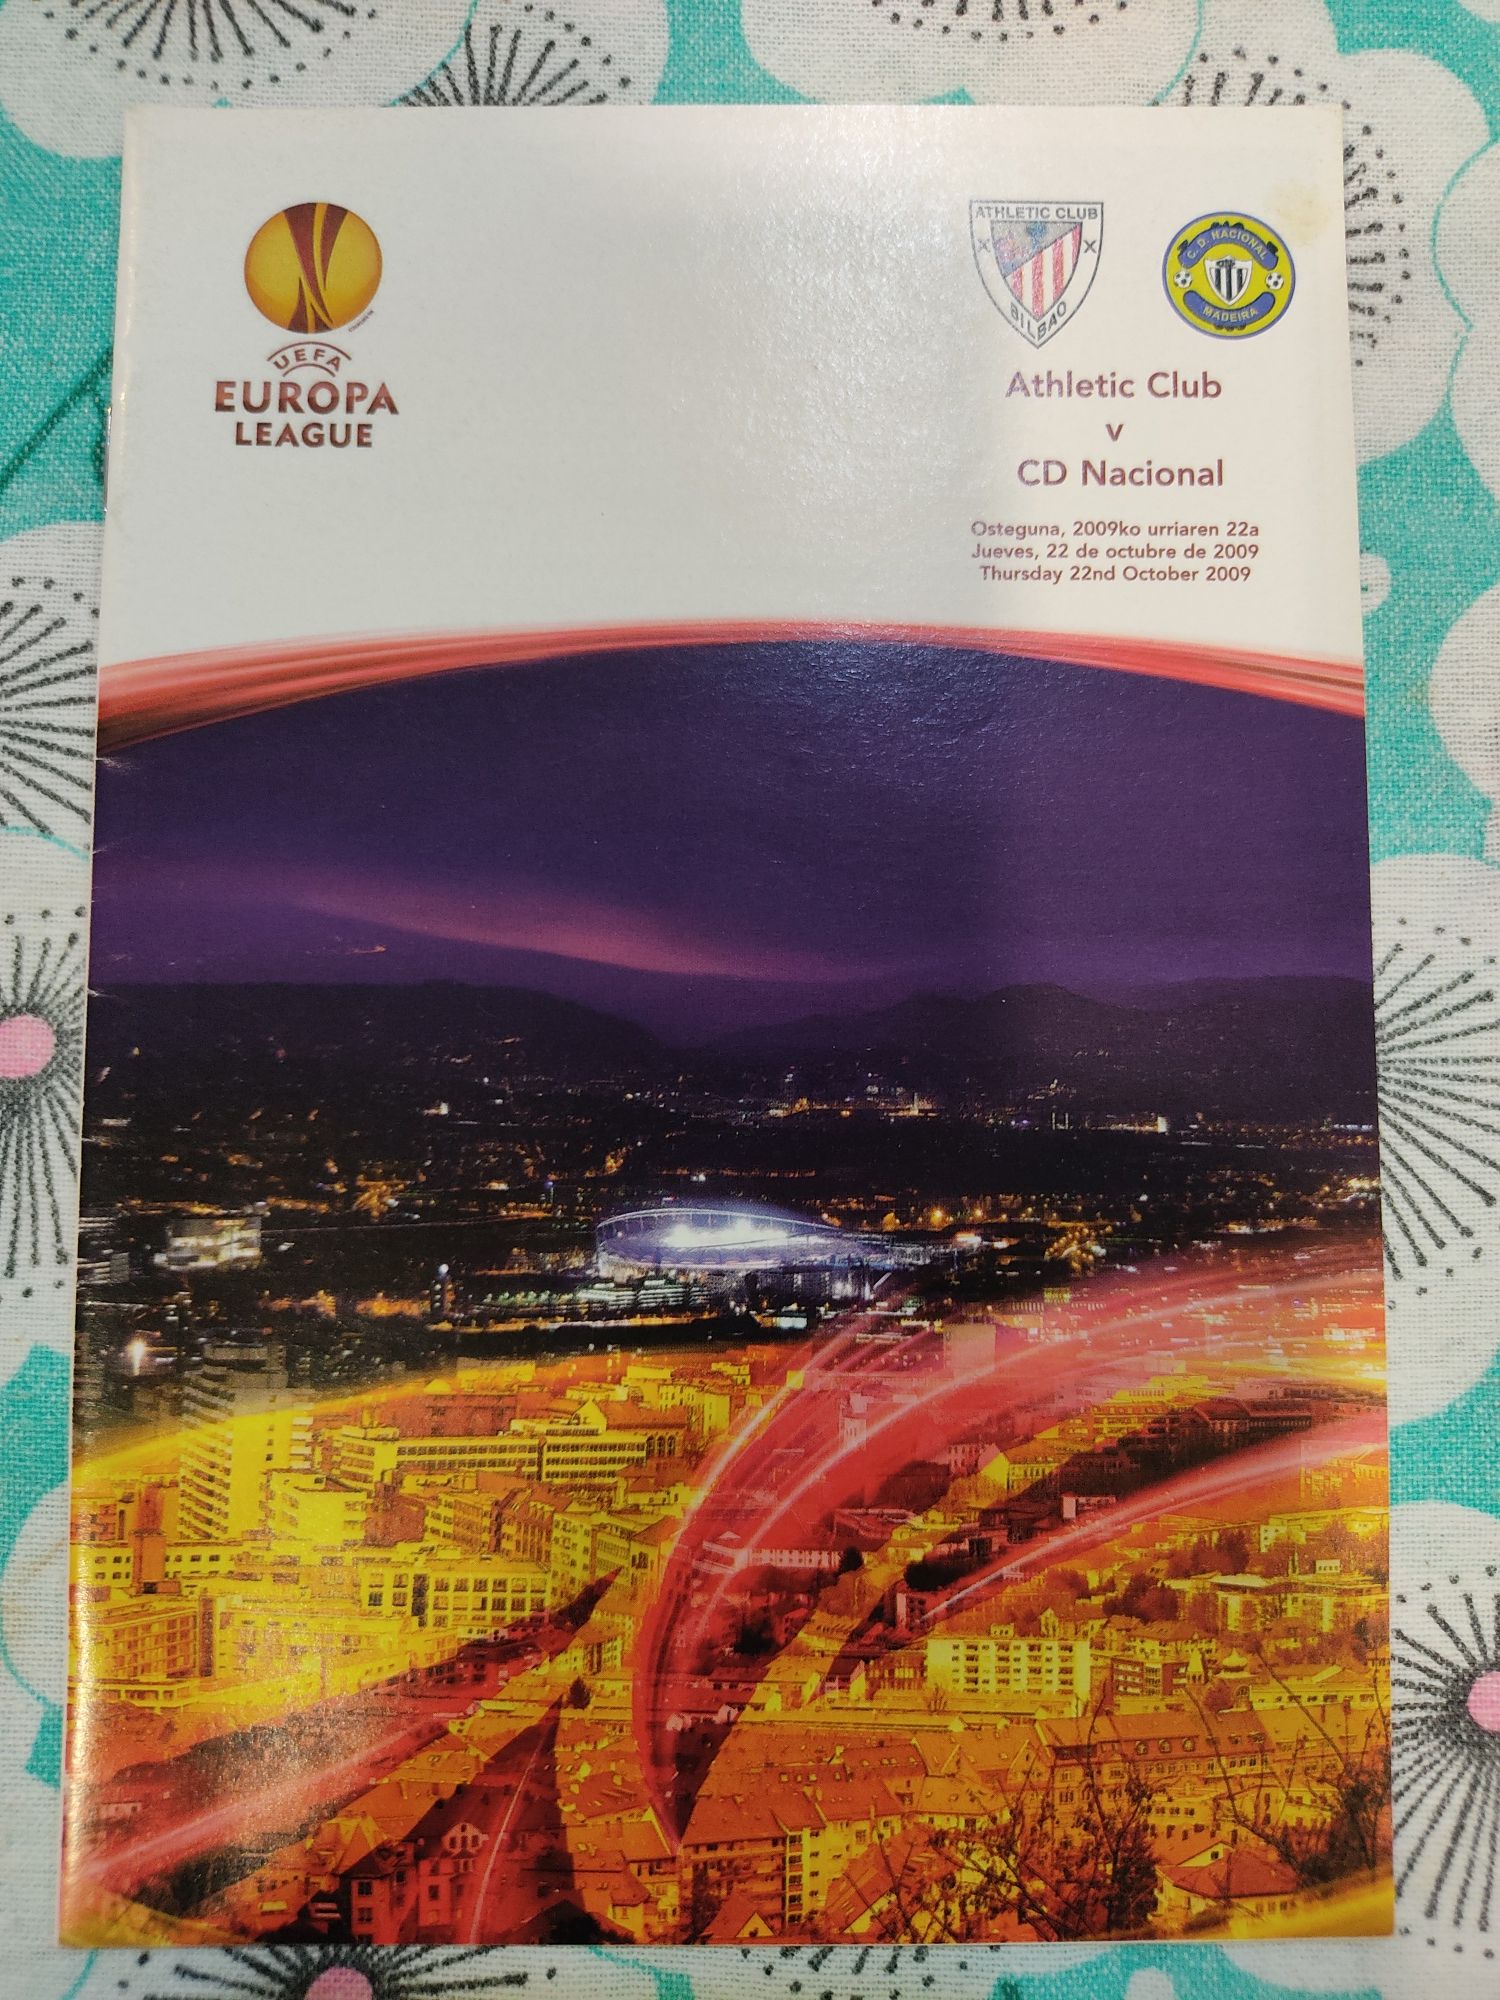 UEFA
EUROPA
LEAGUE
ATHLETIC CLUB
BILBAO
C. D. NACIONAL
MADEIRA
Athletic Club
v
CD Nacional
Osteguna, 2009ko urriaren 22a
Jueves, 22 de octubre de 2009
Thursday 22nd October 2009